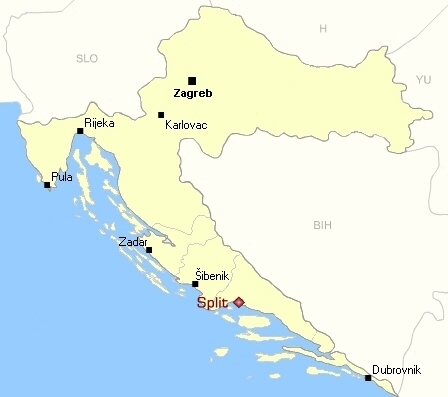 H
SLO
YU
Zagreb
Rijeka
Karlovac
Pula
BIH
Zadar
Šibenik
Split
Dubrovnik